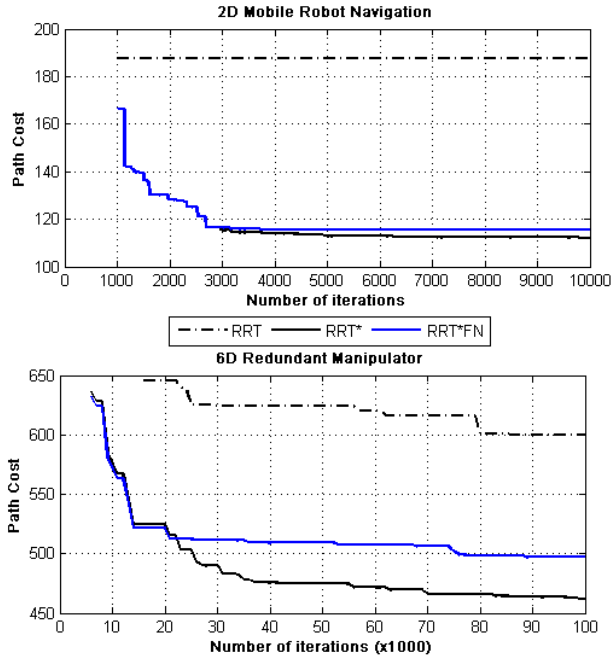 2D Mobile Robot Navigation
200
180
160
140
120
100
Path Cost
0 1000 2000 3000 4000 5000 6000 7000 8000 9000 10000
Number of iterations
RRT RRT* RRT*FN
6D Redundant Manipulator
650
600
550
500
450
Path Cost
0 10 20 30 40 50 60 70 80 90 100
Number of iterations (x1000)